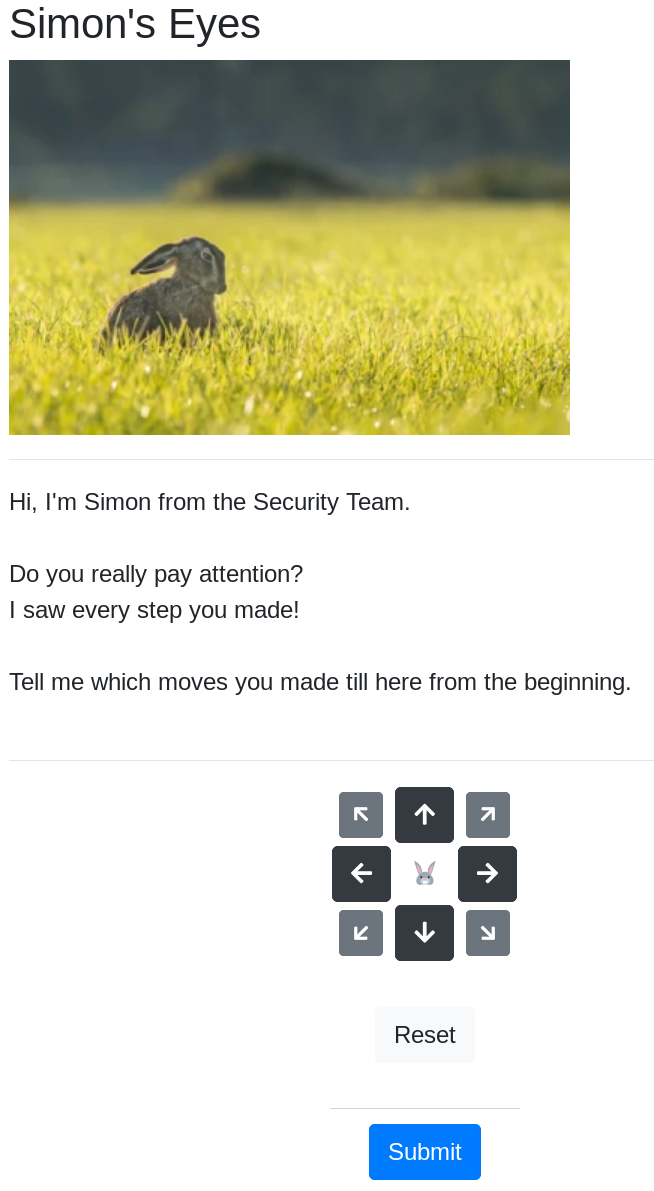 Simon's Eyes
Hi, I'm Simon from the Security Team.
Do you really pay attention?
I saw every step you made!
Tell me which moves you made till here from the beginning.
Reset
Submit